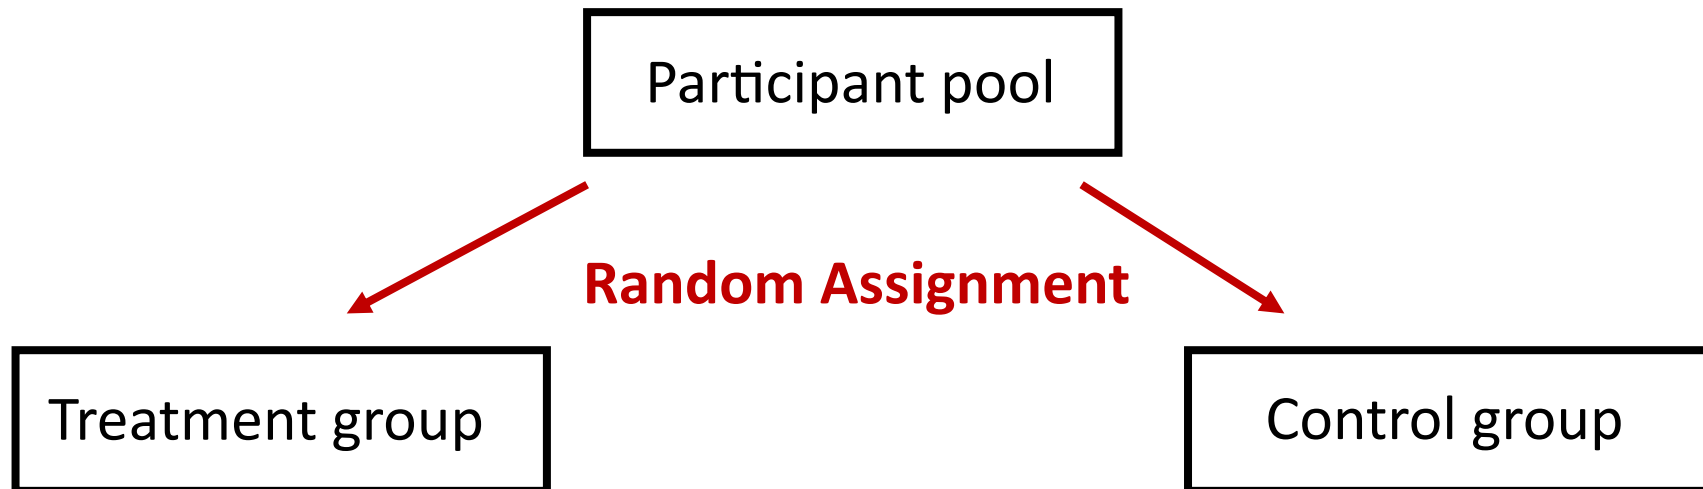 Participant pool
Random Assignment
Treatment group
Control group